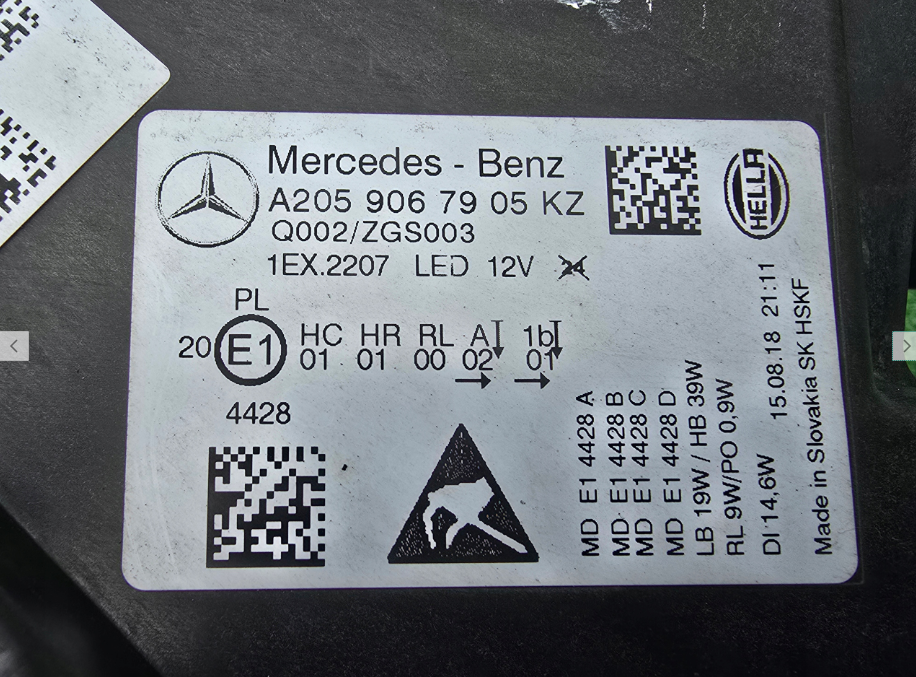 Mercedes - Benz
A205 906 79 05 KZ
Q002/ZGS003
1EX.2207 LED 12V 24
HELLA
PL
20 E1 HC HR RL A 1b
01 01 00 02 01
4428
MD E1 4428 A
MD E1 4428 B
MD E1 4428 C
MD E1 4428 D
LB 19W / HB 39W
RL 9W/PO 0,9W
DI 14,6W 15.08.18 21:11
Made in Slovakia SK HSKF